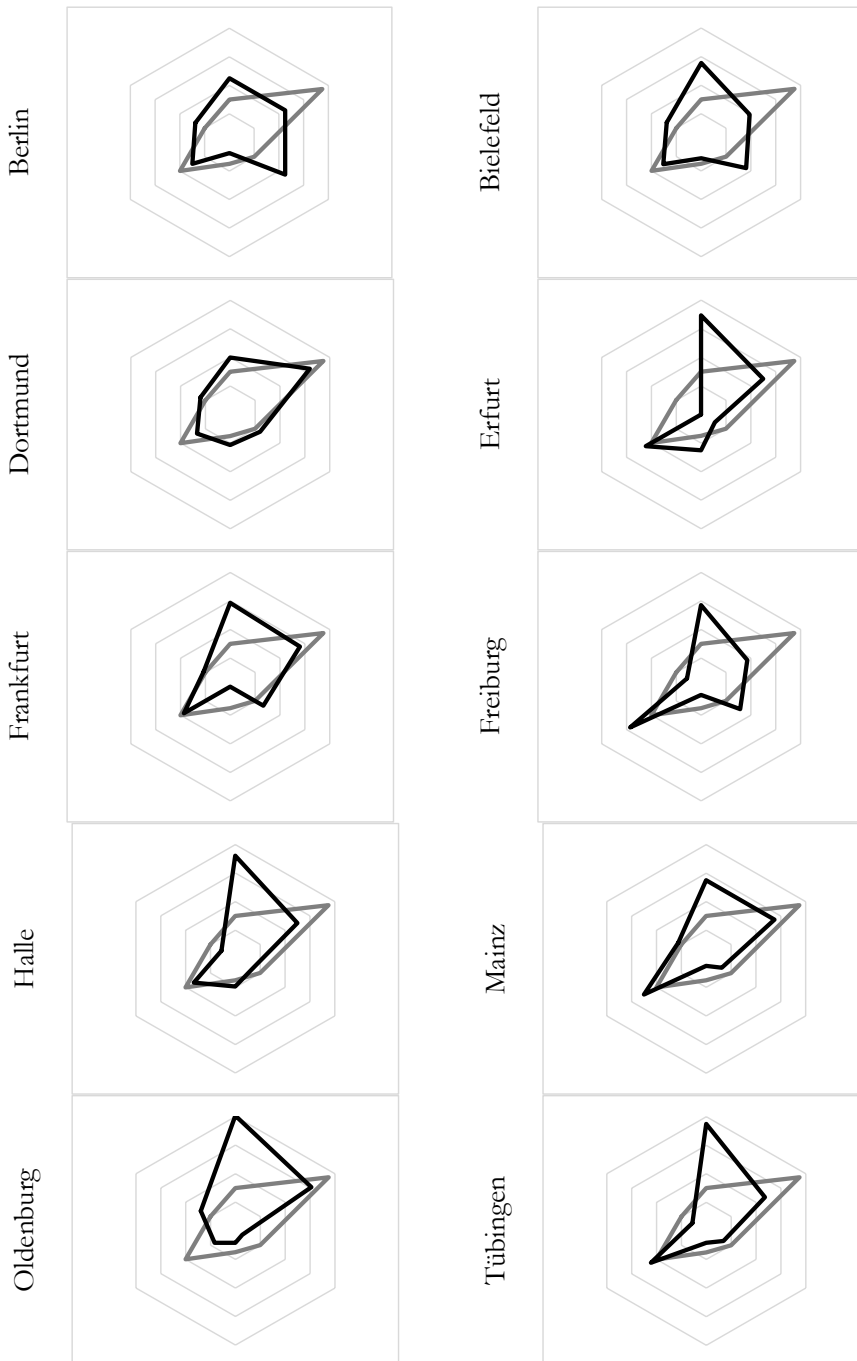 Berlin
Bielefeld
Dortmund
Erfurt
Frankfurt
Freiburg
Halle
Mainz
Oldenburg
Tübingen